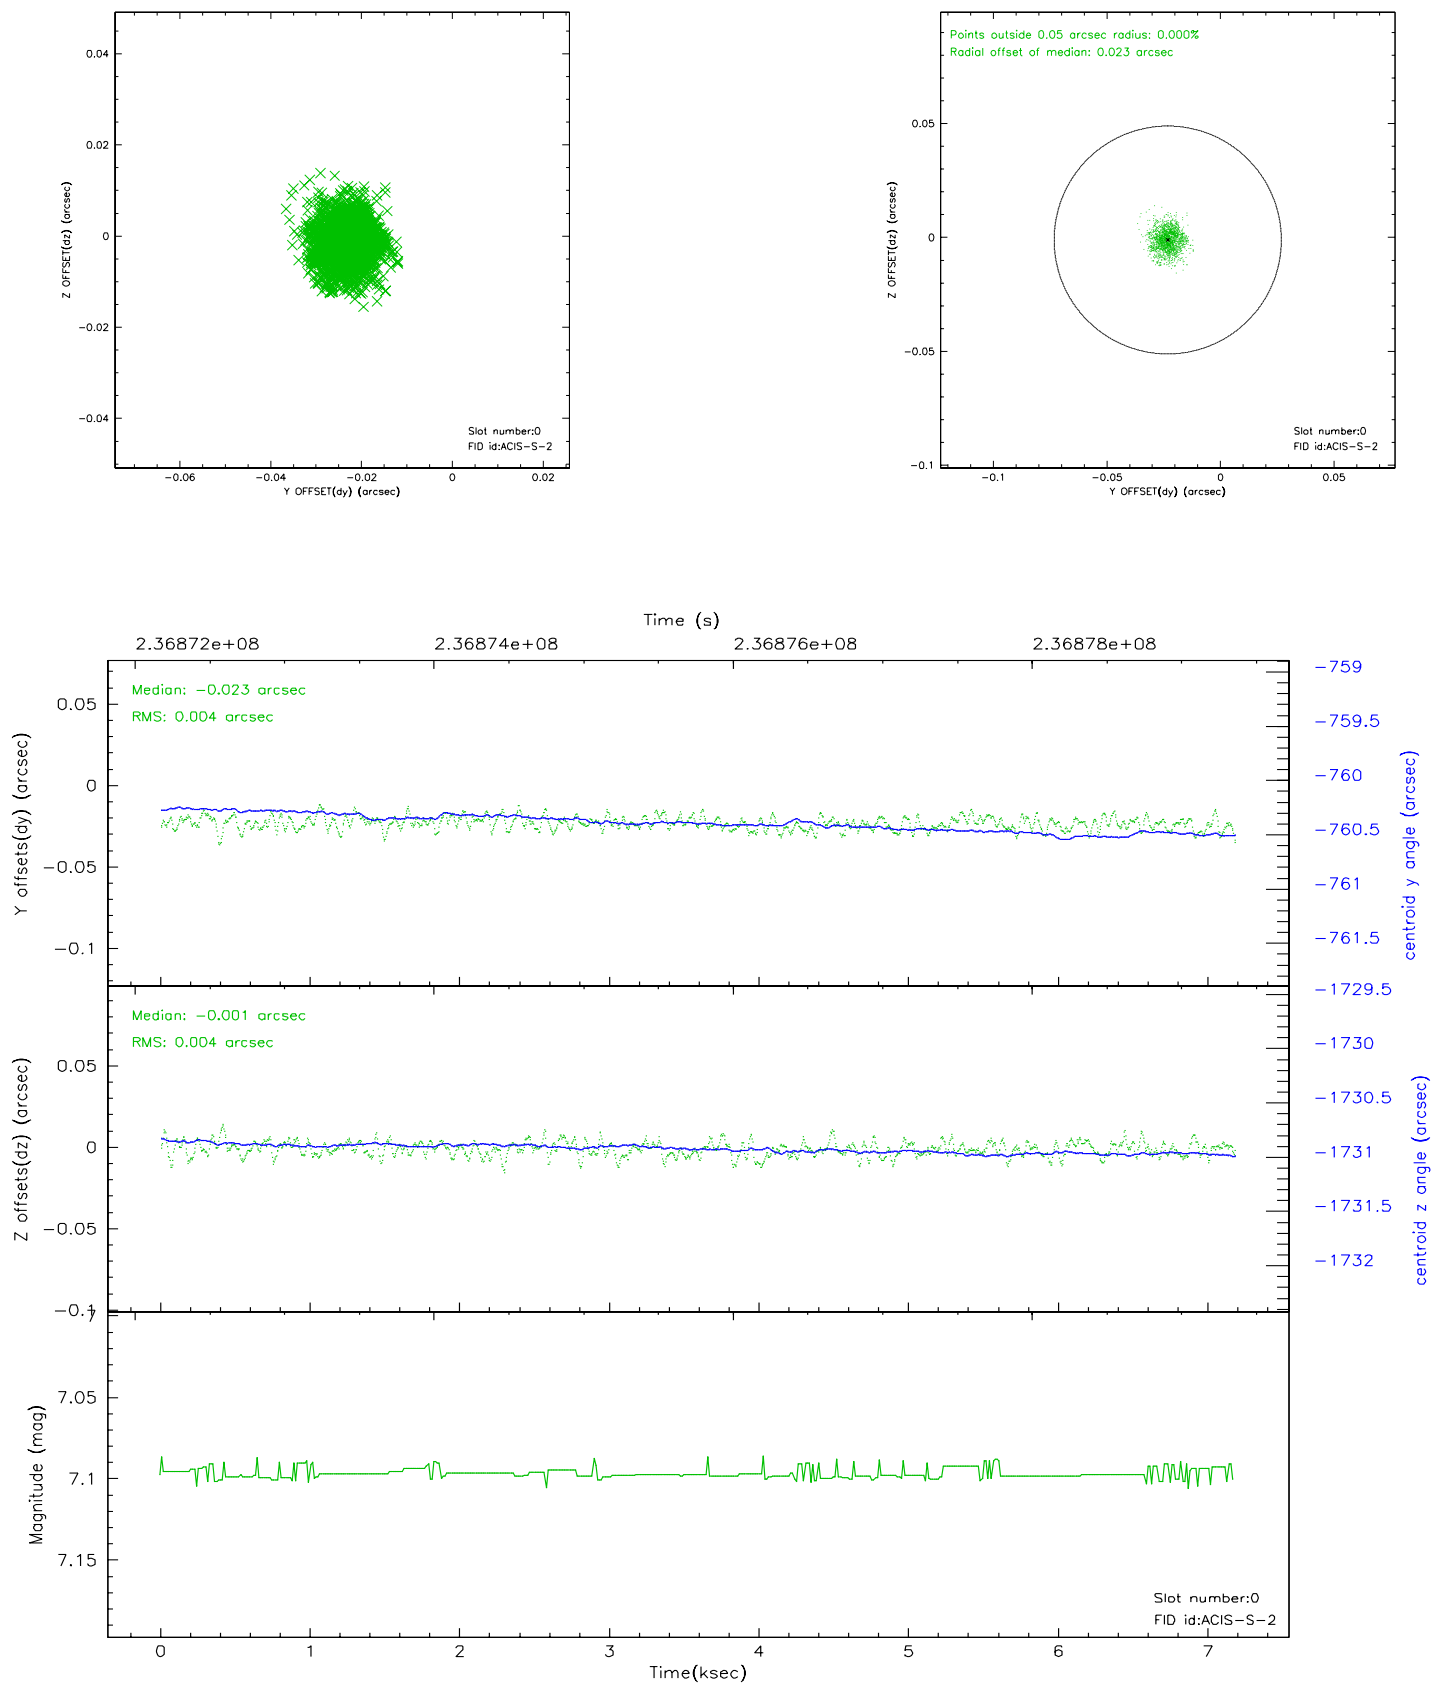 0.04
0.02
0
−0.02
−0.04
Z OFFSET(dz) (arcsec)
Slot number:0
FID id:ACIS−S−2
−0.06
−0.04
−0.02
0
0.02
Y OFFSET(dy) (arcsec)
Points outside 0.05 arcsec radius: 0.000%
Radial offset of median: 0.023 arcsec
0.05
0
−0.05
−0.1
Z OFFSET(dz) (arcsec)
Slot number:0
FID id:ACIS−S−2
−0.1
−0.05
0
0.05
Y OFFSET(dy) (arcsec)
Time (s)
2.36872e+08
2.36874e+08
2.36876e+08
2.36878e+08
Median: −0.023 arcsec
RMS: 0.004 arcsec
0.05
0
−0.05
−0.1
Y offsets(dy) (arcsec)
−759
−759.5
−760
−760.5
−761
−761.5
centroid y angle (arcsec)
Median: −0.001 arcsec
RMS: 0.004 arcsec
0.05
0
−0.05
−0.1
Z offsets(dz) (arcsec)
−1729.5
−1730
−1730.5
−1731
−1731.5
−1732
centroid z angle (arcsec)
7
7.05
7.1
7.15
Magnitude (mag)
Slot number:0
FID id:ACIS−S−2
0
1
2
3
4
5
6
7
Time(ksec)